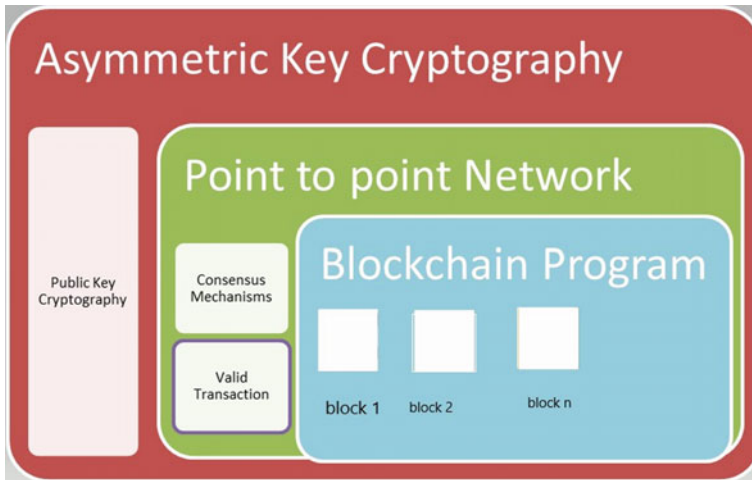 Asymmetric Key Cryptography
Point to point Network
Public Key
Cryptography
Consensus
Mechanisms
Valid
Transaction
Blockchain Program
block 1
block 2
block n